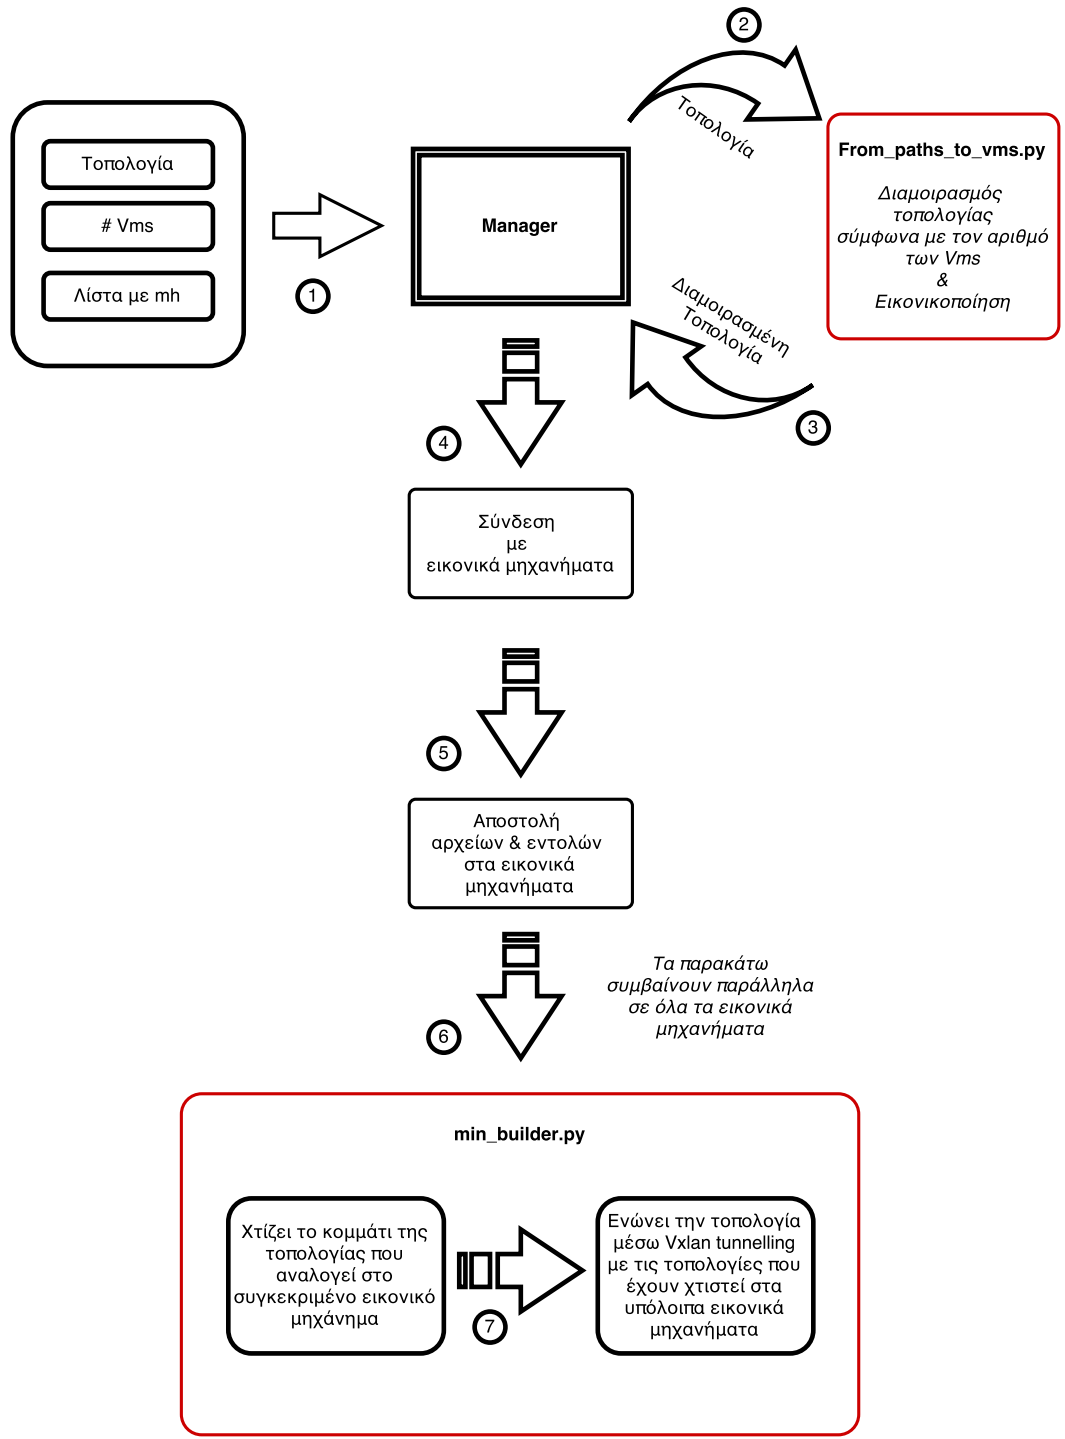 Τοπολογία
# Vms
Λίστα με mh
1
Manager
2
Τοπολογία
From_paths_to_vms.py
Διαμοιρασμός
τοπολογίας
σύμφωνα με τον αριθμό
των Vms
&
Εικονικοποίηση
Διαμοιρασμένη
Τοπολογία
3
4
Σύνδεση
με
εικονικά μηχανήματα
5
Αποστολή
αρχείων & εντολών
στα εικονικά
μηχανήματα
6
Τα παρακάτω
συμβαίνουν παράλληλα
σε όλα τα εικονικά
μηχανήματα
min_builder.py
Χτίζει το κομμάτι της
τοπολογίας που
αναλογεί στο
συγκεκριμένο εικονικό
μηχάνημα
7
Ενώνει την τοπολογία
μέσω Vxlan tunnelling
με τις τοπολογίες που
έχουν χτιστεί στα
υπόλοιπα εικονικά
μηχανήματα